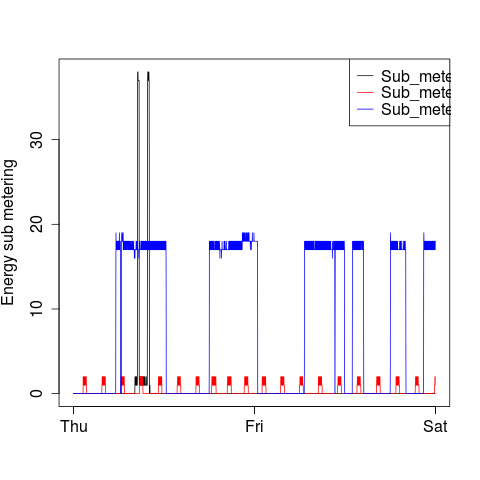 Sub_mete
Sub_mete
Sub_mete
Energy sub metering
30
20
10
0
Thu Fri Sat